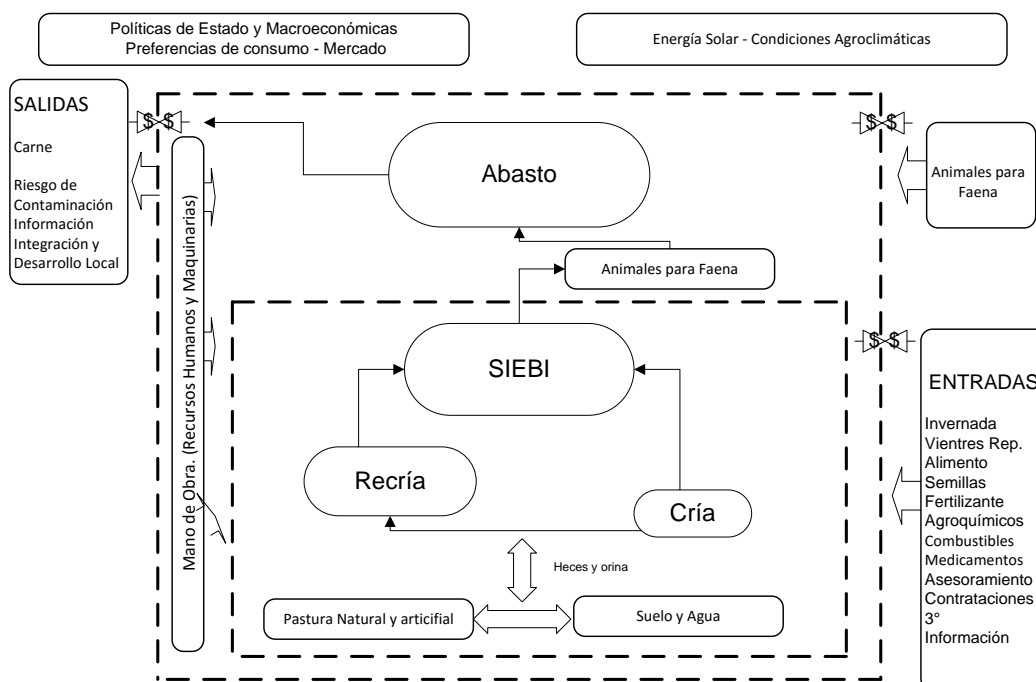 Políticas de Estado y Macroeconómicas
Preferencias de consumo - Mercado
Energía Solar - Condiciones Agroclimáticas
SALIDAS
Carne
Riesgo de
Contaminación
Información
Integración y
Desarrollo Local
$ $
$ $
Mano de Obra. (Recursos Humanos y Maquinarias)
Abasto
Animales para
Faena
Animales para Faena
SIEBI
$ $
Recría
Cría
Heces y orina
Pastura Natural y articifial
Suelo y Agua
ENTRADAS
Invernada
Vientres Rep.
Alimento
Semillas
Fertilizante
Agroquímicos
Combustibles
Medicamentos
Asesoramiento
Contrataciones
3°
Información